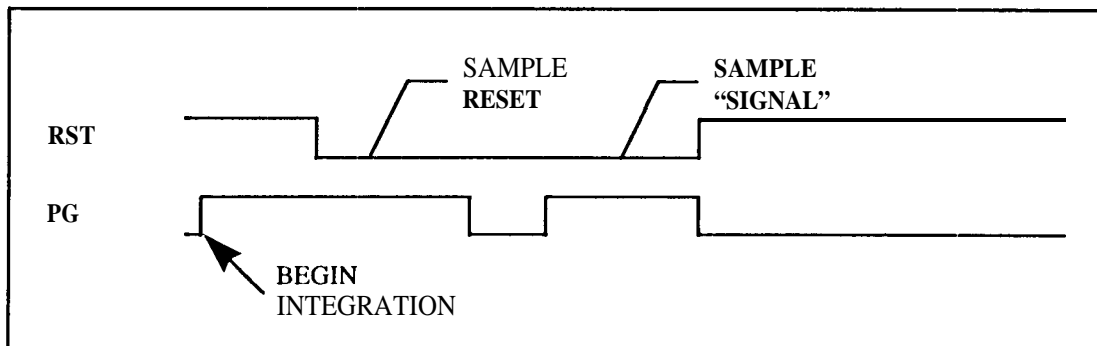 SAMPLE
RESET
SAMPLE
“SIGNAL”
RST
PG
BEGIN
INTEGRATION